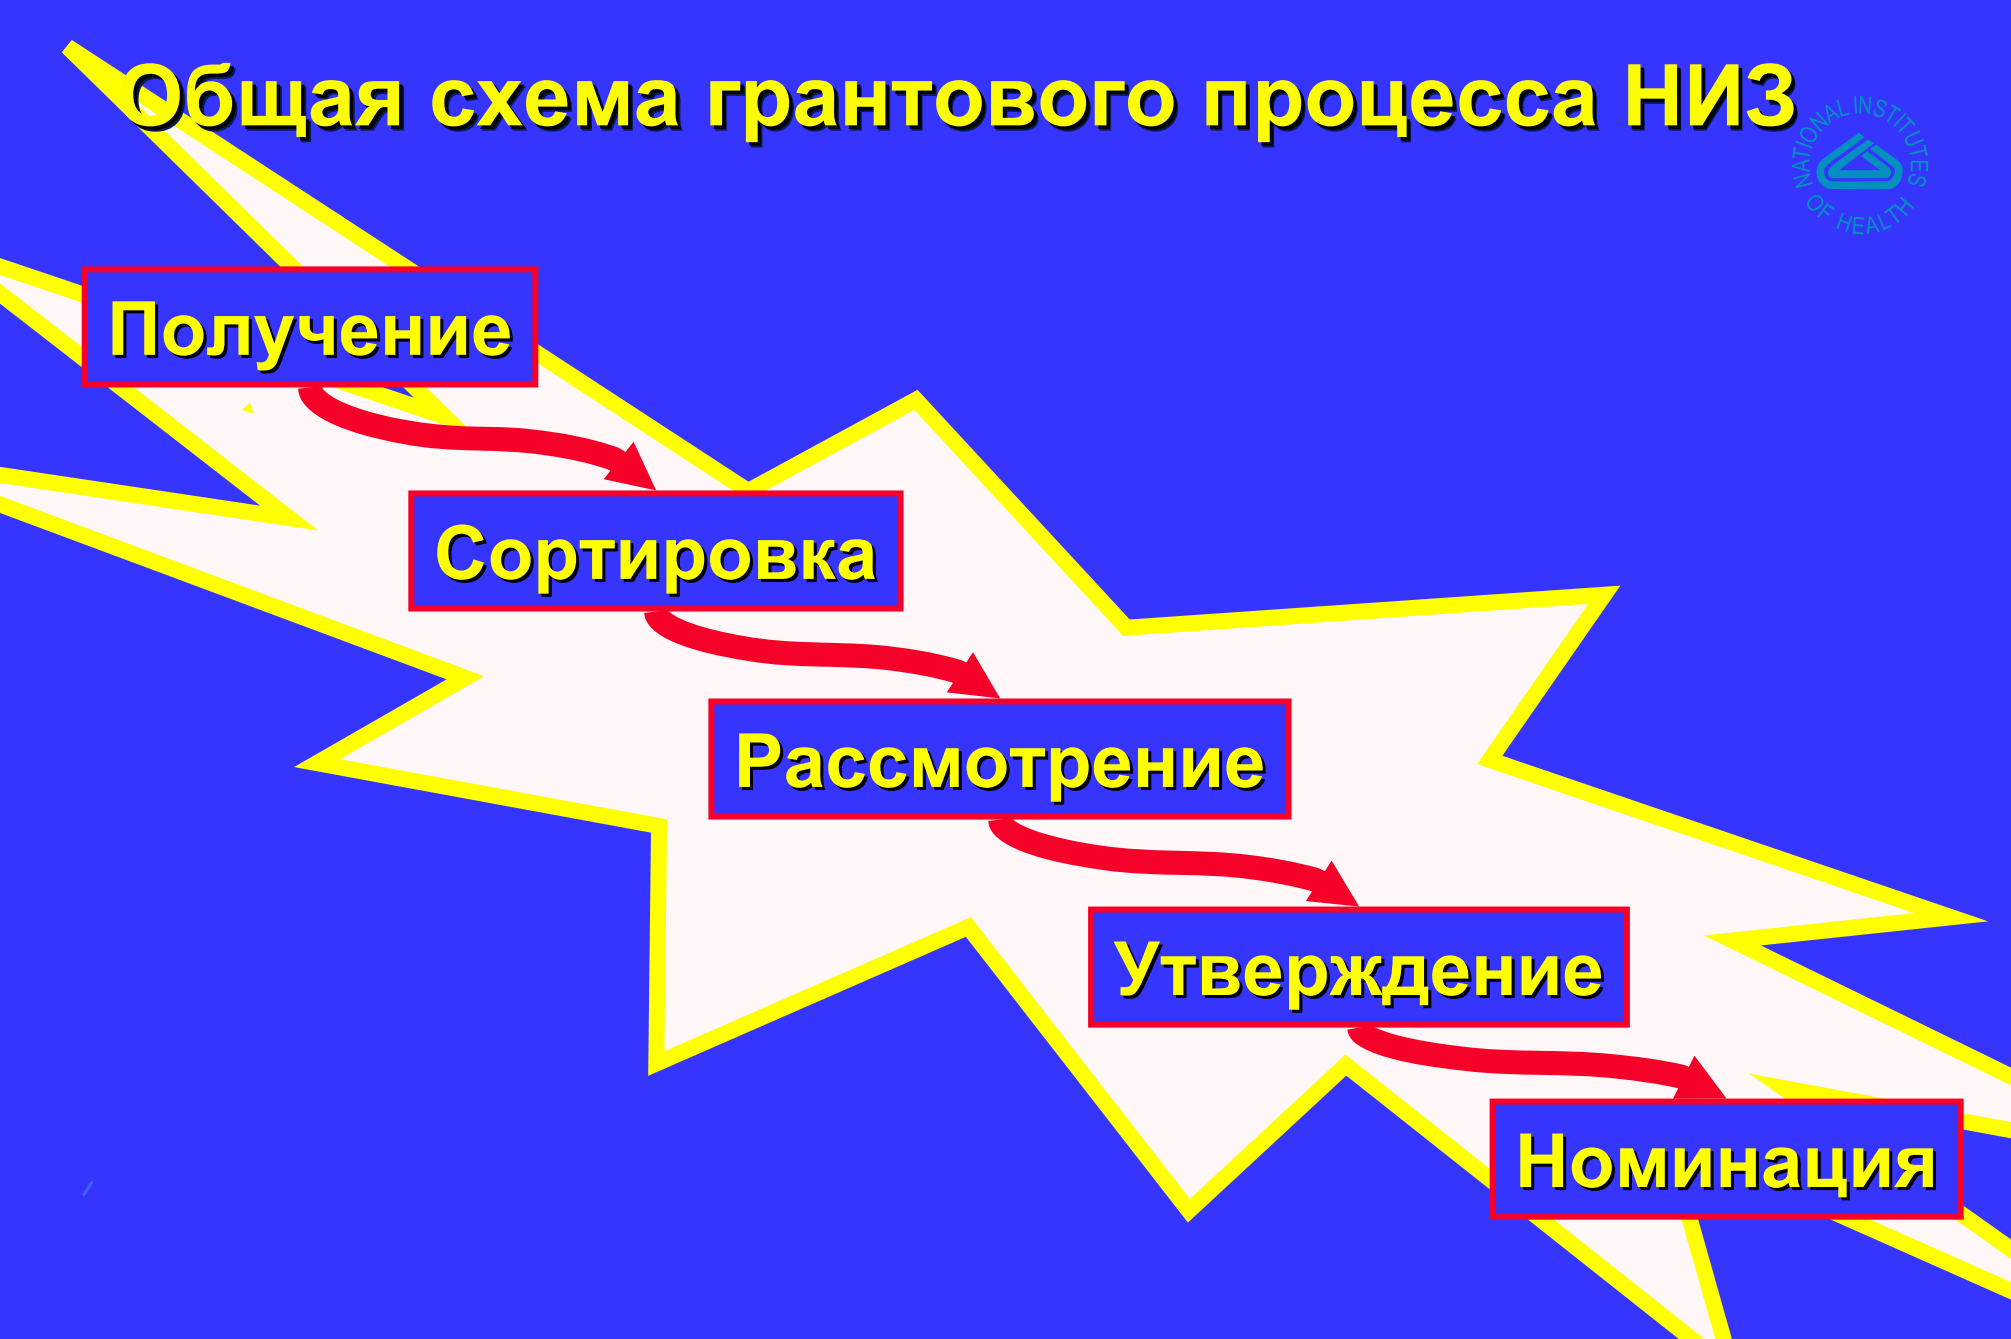 Общая схема грантового процесса НИЗ
NATIONAL INSTITUTES
OF HEALTH
Получение
Сортировка
Рассмотрение
Утверждение
Номинация